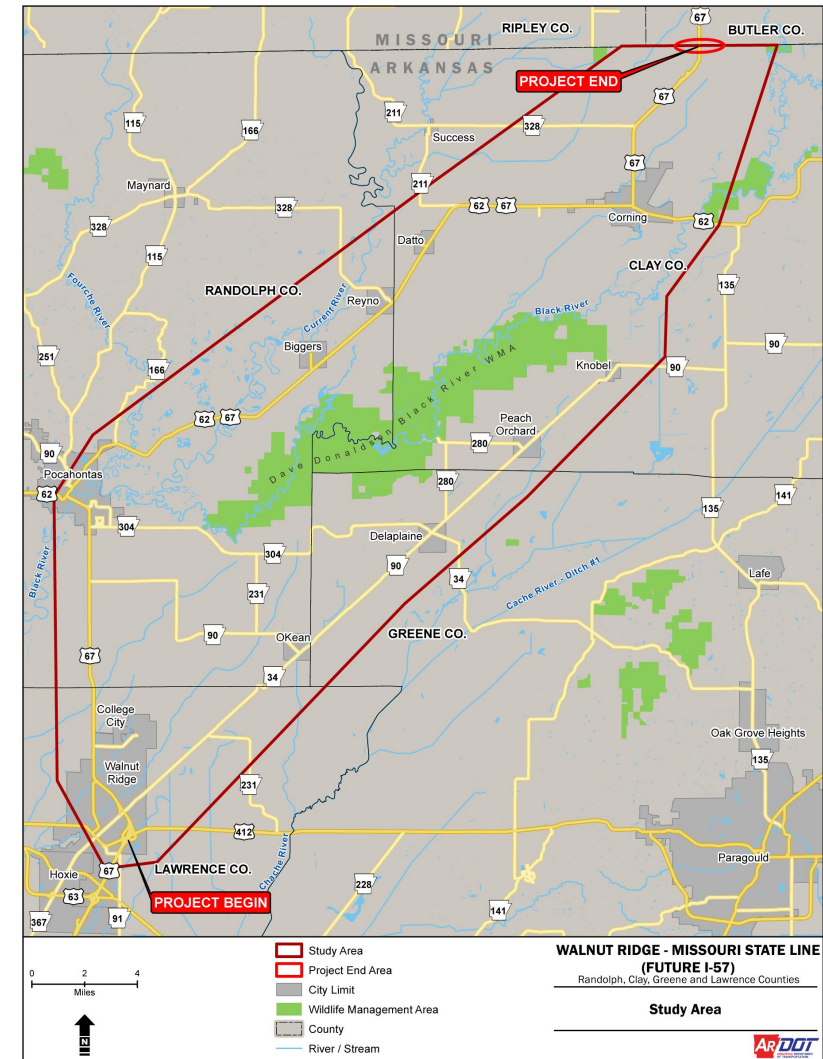 67
RIPLEY CO.
BUTLER CO.
MISSOURI
ARKANSAS
PROJECT END
67
211
115
166
328
Success
67
211
Maynard
328
62
67
Corning
62
328
Datto
115
CLAY CO.
RANDOLPH CO.
Fourche River
Current River
Reyno
135
Black River
Biggers
90
251
Dave Donaldson Black River WMA
Knobel
90
166
62
67
Peach
Orchard
280
90
Pocahontas
280
62
141
135
304
Delaplaine
304
90
Black River
34
Lafe
231
Cache River - Ditch #1
90
OKean
GREENE CO.
67
34
College
City
Oak Grove Heights
135
Walnut
Ridge
231
412
Paragould
Chache River
67
LAWRENCE CO.
Hoxie
228
63
PROJECT BEGIN
141
367
91
0 2 4
Miles
N
Study Area
Project End Area
City Limit
Wildlife Management Area
County
River / Stream
WALNUT RIDGE - MISSOURI STATE LINE
(FUTURE I-57)
Randolph, Clay, Greene and Lawrence Counties
Study Area
ARDOT